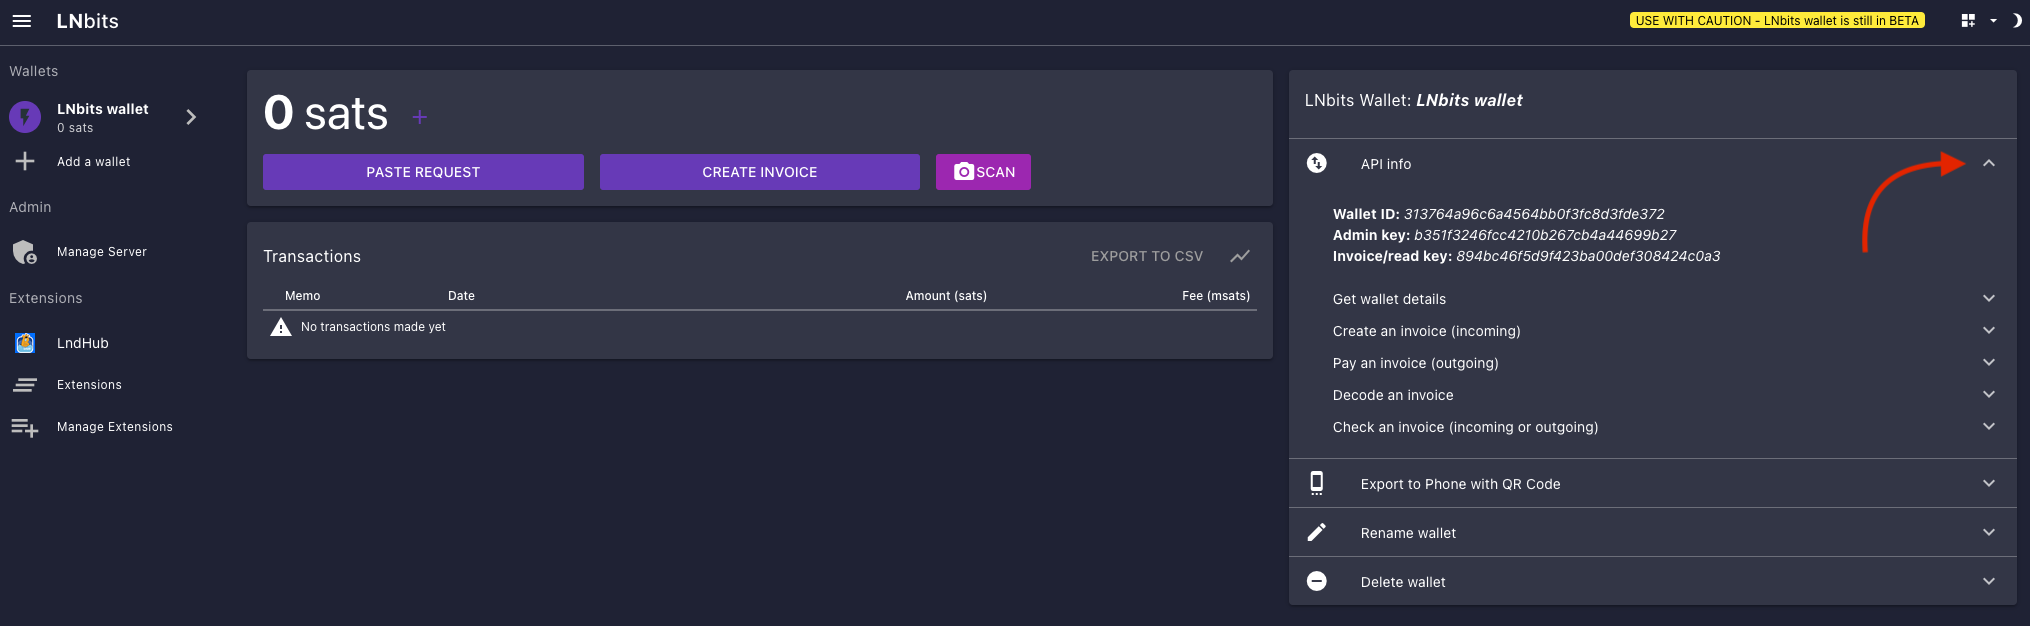 LNbits
USE WITH CAUTION - LNbits wallet is still in BETA
Wallets
LNbits wallet
0 sats
Add a wallet
Admin
Manage Server
Extensions
LndHub
Extensions
Manage Extensions
0 sats +
PASTE REQUEST
CREATE INVOICE
SCAN
Transactions
EXPORT TO CSV
Memo Date Amount (sats) Fee (msats)
No transactions made yet
LNbits Wallet: LNbits wallet
API info
Wallet ID: 313764a96c6a4564bb0f3fc8d3fde372
Admin key: b351f3246fcc4210b267cb4a44699b27
Invoice/read key: 894bc46f5d9f423ba00def308424c0a3
Get wallet details
Create an invoice (incoming)
Pay an invoice (outgoing)
Decode an invoice
Check an invoice (incoming or outgoing)
Export to Phone with QR Code
Rename wallet
Delete wallet